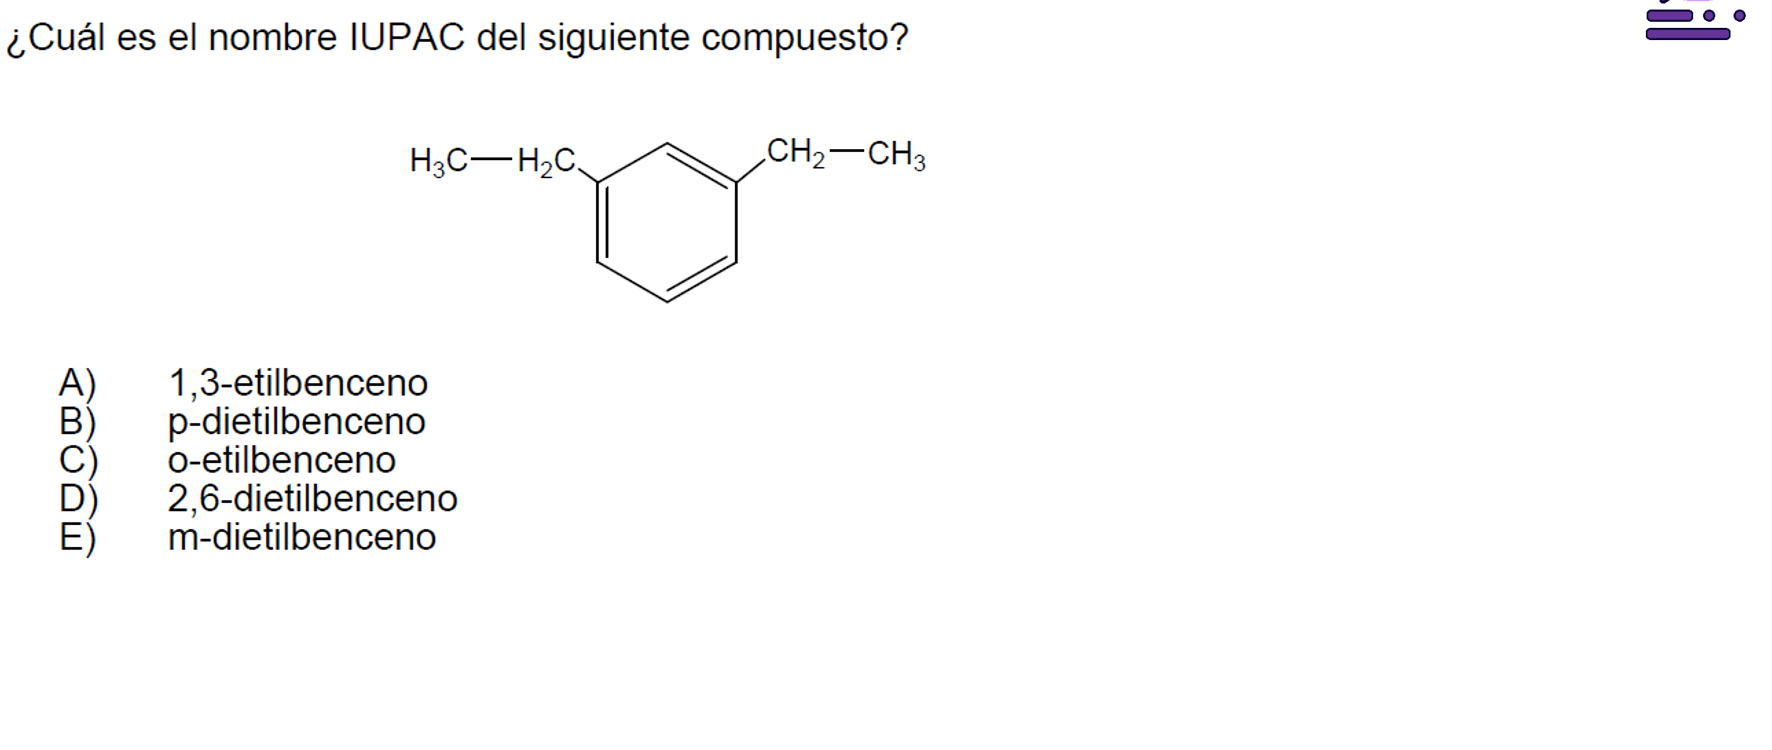 ¿Cuál es el nombre IUPAC del siguiente compuesto?
H₃C—H₂C CH₂—CH₃
A) 1,3-etilbenceno
B) p-dietilbenceno
C) o-etilbenceno
D) 2,6-dietilbenceno
E) m-dietilbenceno